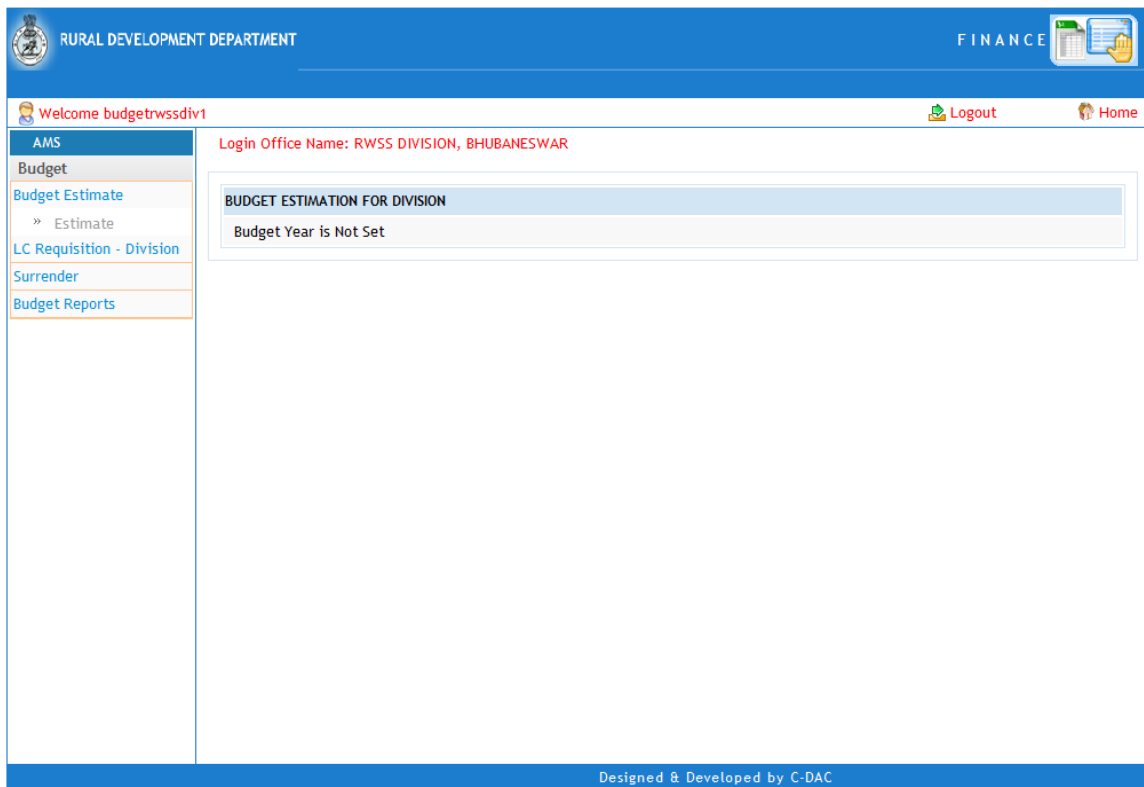 RURAL DEVELOPMENT DEPARTMENT
FINANCE
Welcome budgetrwssdiv1
Logout
Home
AMS
Login Office Name: RWSS DIVISION, BHUBANESWAR
Budget
Budget Estimate
» Estimate
LC Requisition - Division
Surrender
Budget Reports
BUDGET ESTIMATION FOR DIVISION
Budget Year is Not Set
Designed & Developed by C-DAC